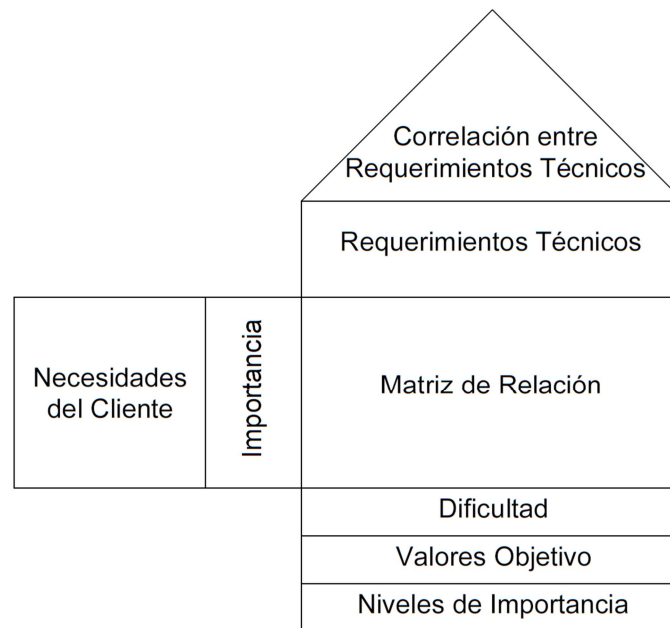 Correlación entre
Requerimientos Técnicos
Requerimientos Técnicos
Necesidades
del Cliente
Importancia
Matriz de Relación
Dificultad
Valores Objetivo
Niveles de Importancia